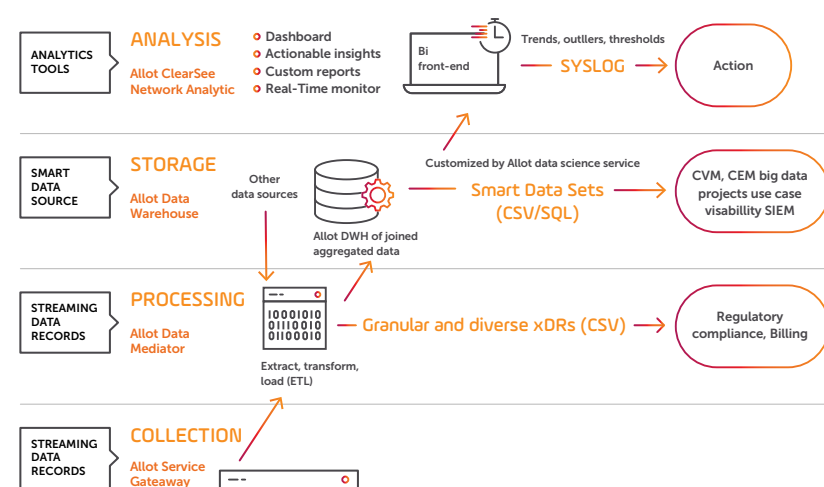 ANALYTICS
TOOLS
ANALYSIS
Allot ClearSee
Network Analytic
Dashboard
Actionable insights
Custom reports
Real-Time monitor
Bi
front-end
Trends, outllers, thresholds
SYSLOG
Action
SMART
DATA
SOURCE
STORAGE
Allot Data
Warehouse
Other
data sources
Allot DWH of joined
aggregated data
Customized by Allot data science service
Smart Data Sets
(CSV/SQL)
CVM, CEM big data
projects use case
visabillity SIEM
STREAMING
DATA
RECORDS
PROCESSING
Allot Data
Mediator
10001010
01110010
01100010
Extract, transform,
load (ETL)
Granular and diverse xDRs (CSV)
Regulatory
compliance, Billing
STREAMING
DATA
RECORDS
COLLECTION
Allot Service
Gateaway